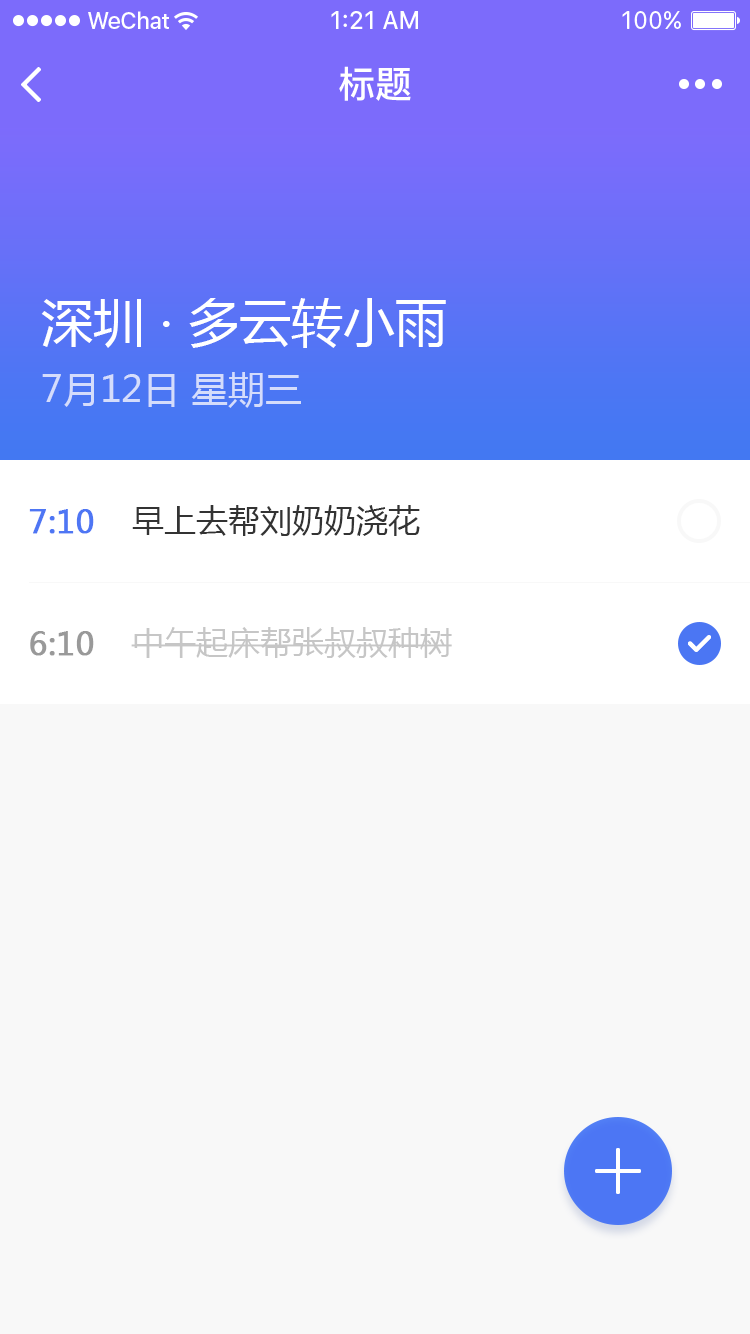 WeChat 1:21 AM 100%
标题
深圳 · 多云转小雨
7月12日 星期三
7:10 早上去帮刘奶奶浇花
6:10 中午起床帮张叔叔种树